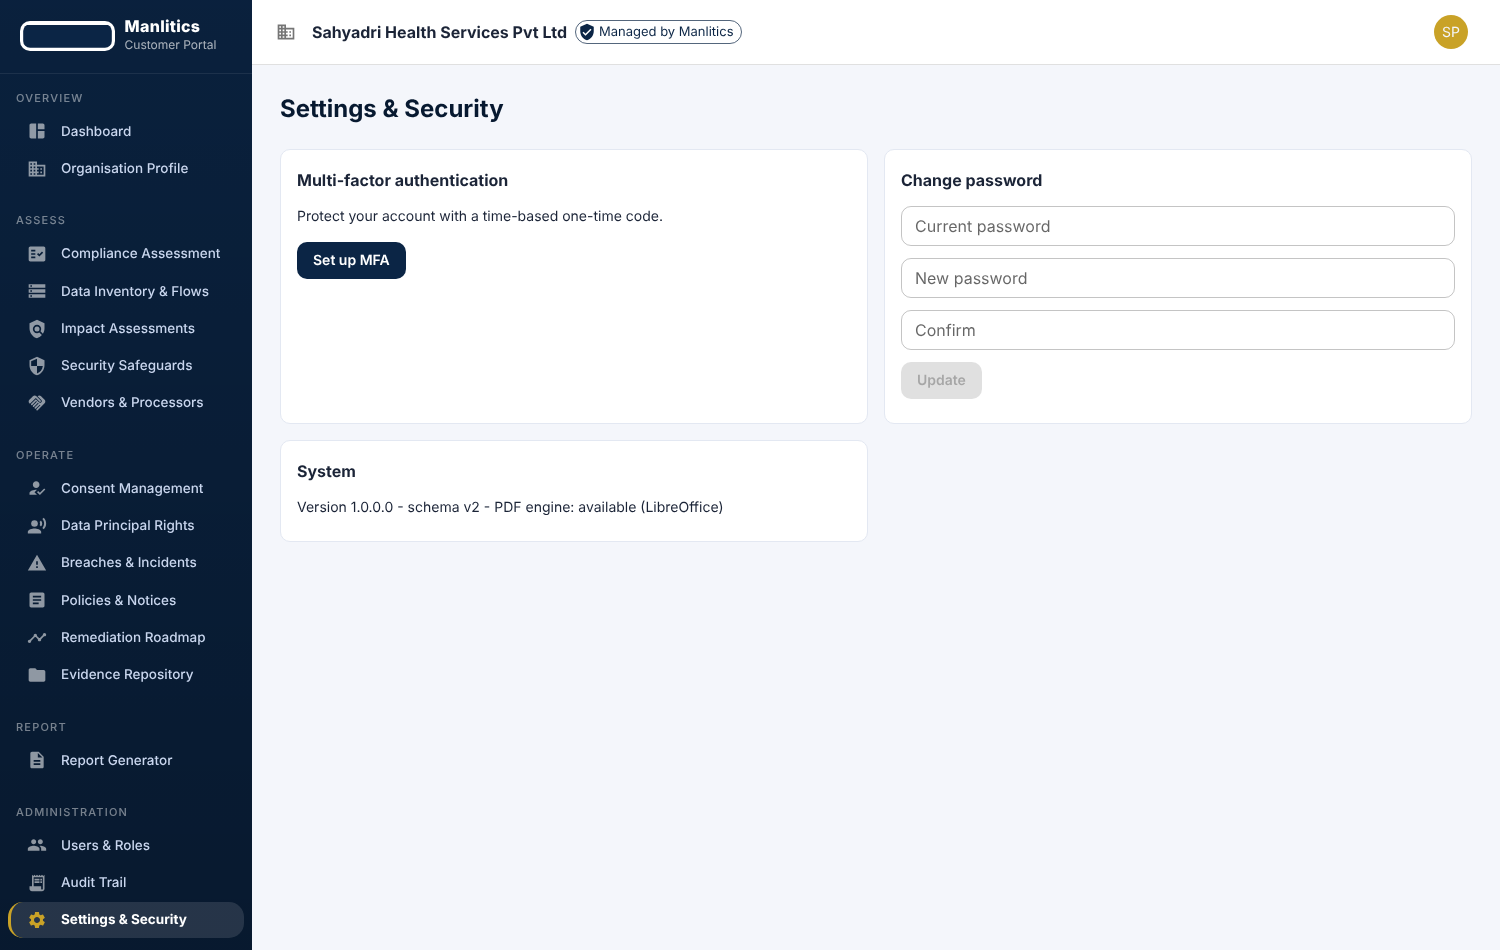 Manlitics
Customer Portal
Sahyadri Health Services Pvt Ltd
Managed by Manlitics
SP
OVERVIEW
Dashboard
Organisation Profile
ASSESS
Compliance Assessment
Data Inventory & Flows
Impact Assessments
Security Safeguards
Vendors & Processors
OPERATE
Consent Management
Data Principal Rights
Breaches & Incidents
Policies & Notices
Remediation Roadmap
Evidence Repository
REPORT
Report Generator
ADMINISTRATION
Users & Roles
Audit Trail
Settings & Security
Settings & Security
Multi-factor authentication
Protect your account with a time-based one-time code.
Set up MFA
Change password
Current password
New password
Confirm
Update
System
Version 1.0.0.0 - schema v2 - PDF engine: available (LibreOffice)